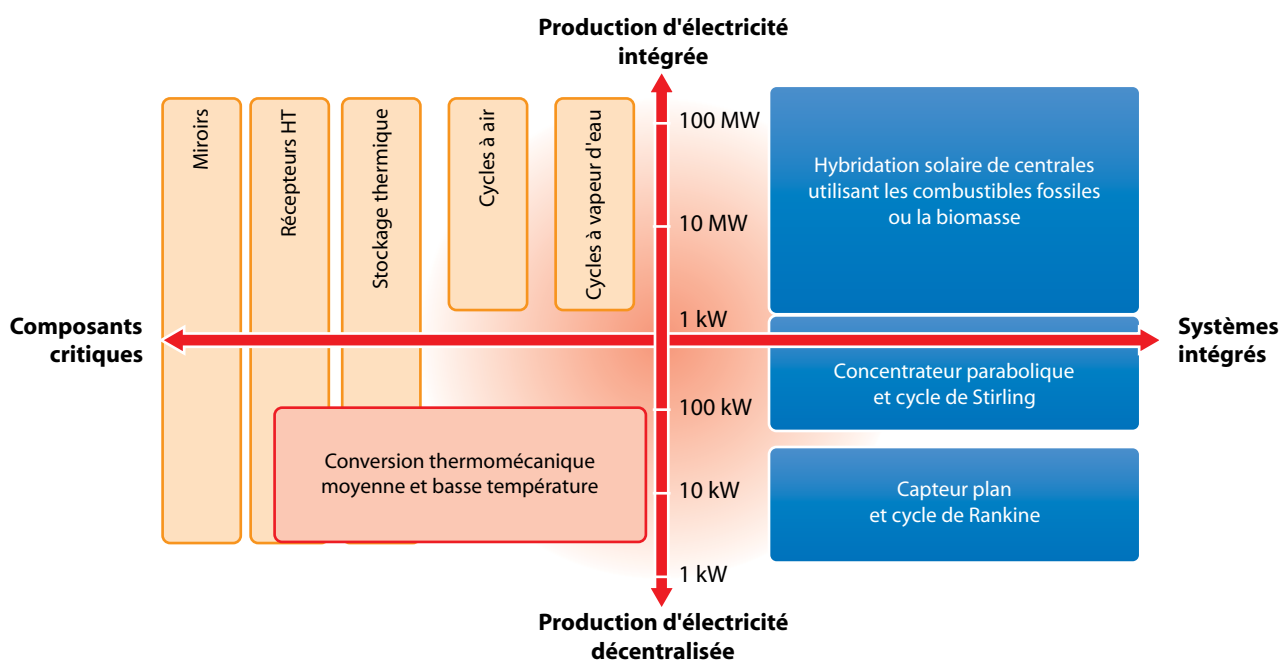 Production d'électricité
intégrée
Miroirs
Récepteurs HT
Stockage thermique
Cycles à air
Cycles à vapeur d'eau
100 MW
10 MW
1 kW
100 kW
10 kW
1 kW
Hybridation solaire de centrales
utilisant les combustibles fossiles
ou la biomasse
Composants
critiques
Systèmes
intégrés
Concentrateur parabolique
et cycle de Stirling
Conversion thermomécanique
moyenne et basse température
Capteur plan
et cycle de Rankine
Production d'électricité
décentralisée